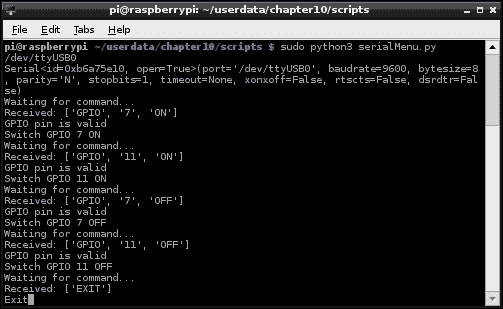 pi@raspberrypi: ~/userdata/chapter10/scripts
File Edit Tabs Help
pi@raspberrypi ~/userdata/chapter10/scripts $ sudo python3 serialMenu.py
/dev/ttyUSB0
Serial<id=0xb6a75e10, open=True>(port='/dev/ttyUSB0', baudrate=9600, bytesize=8
, parity='N', stopbits=1, timeout=None, xonxoff=False, rtscts=False, dsrdtr=Fal
se)
Waiting for command...
Received: ['GPIO', '7', 'ON']
GPIO pin is valid
Switch GPIO 7 ON
Waiting for command...
Received: ['GPIO', '11', 'ON']
GPIO pin is valid
Switch GPIO 11 ON
Waiting for command...
Received: ['GPIO', '7', 'OFF']
GPIO pin is valid
Switch GPIO 7 OFF
Waiting for command...
Received: ['GPIO', '11', 'OFF']
GPIO pin is valid
Switch GPIO 11 OFF
Waiting for command...
Received: ['EXIT']
Exit